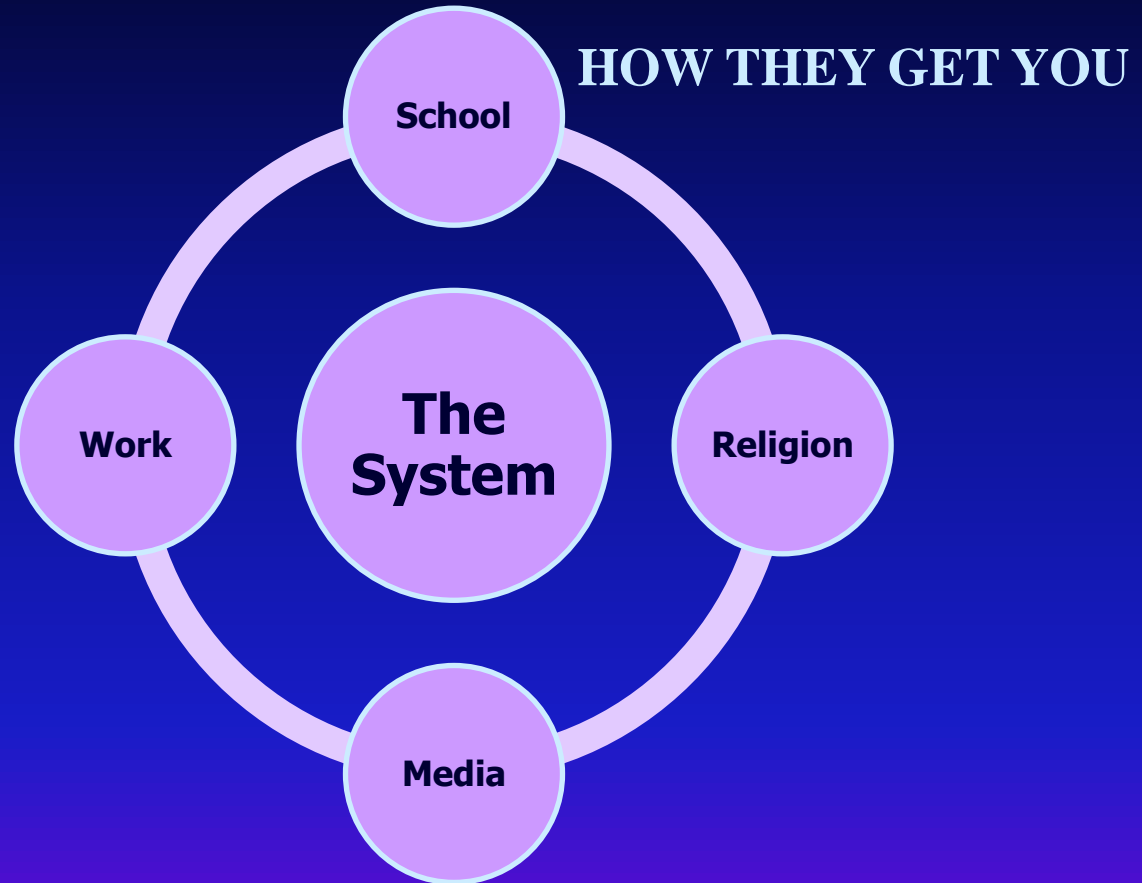 HOW THEY GET YOU
School
The
System
Work
Religion
Media